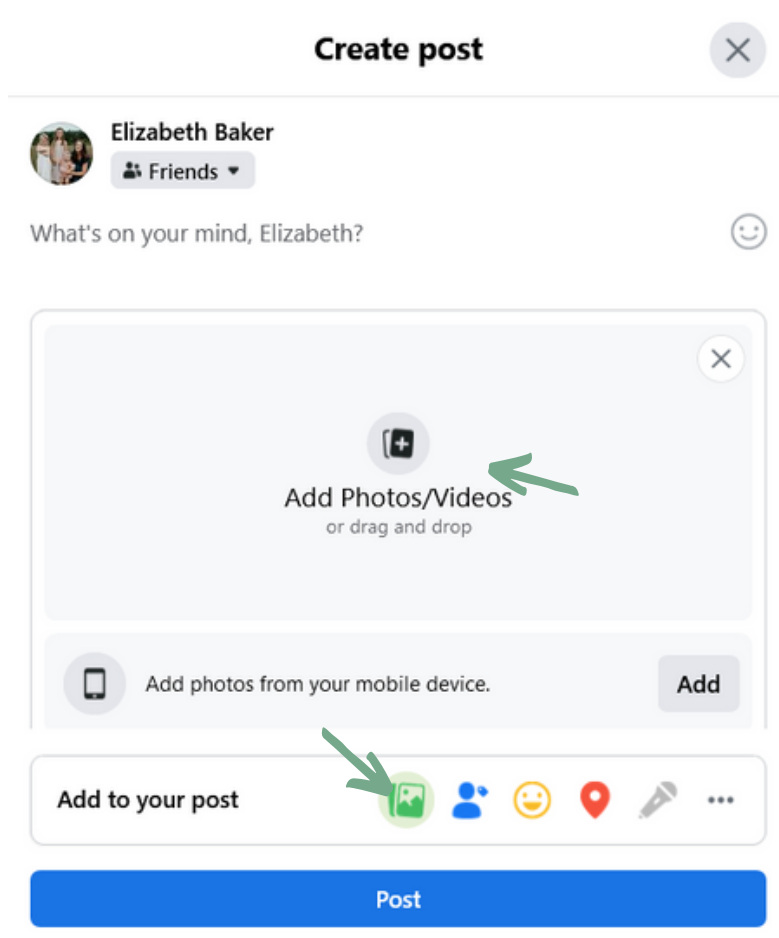 Create post
Elizabeth Baker
Friends
What's on your mind, Elizabeth?
Add Photos/Videos
or drag and drop
Add photos from your mobile device.
Add
Add to your post
Post